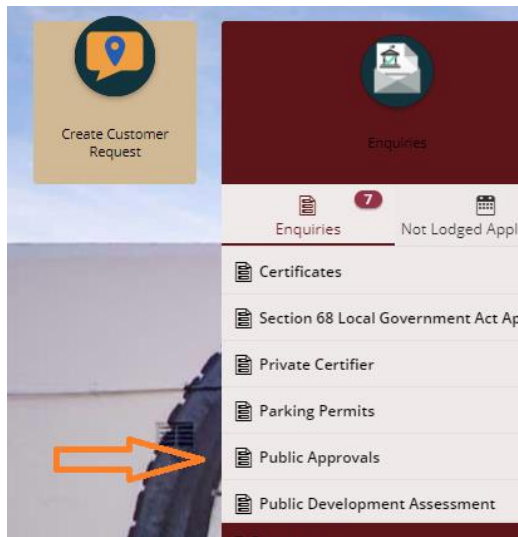 Create Customer
Request
Enquiries
7
Enquiries
Not Lodged Appl
Certificates
Section 68 Local Government Act Ap
Private Certifier
Parking Permits
Public Approvals
Public Development Assessment